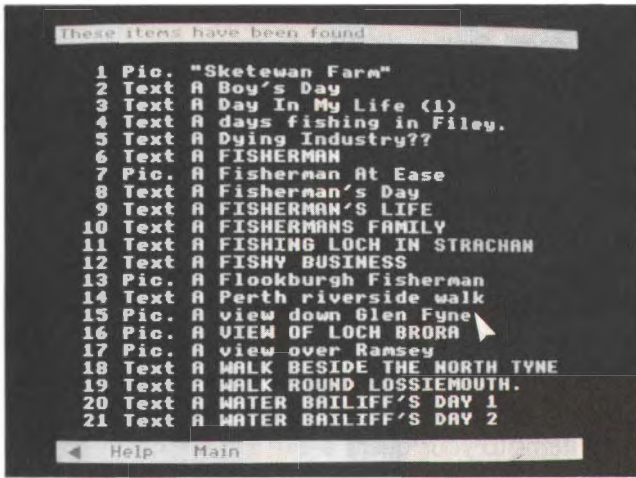 These items have been found
1 Pic. "Sketewan Farm"
2 Text A Boy's Day
3 Text A Day In My Life (1)
4 Text A days fishing in Filey.
5 Text A Dying Industry??
6 Text A FISHERMAN
7 Pic. A Fisherman At Ease
8 Text A Fisherman's Day
9 Text A FISHERMAN'S LIFE
10 Text A FISHERMANS FAMILY
11 Text A FISHING LOCH IN STRACHAN
12 Text A FISHY BUSINESS
13 Pic. A Flookburgh Fisherman
14 Text A Perth riverside walk
15 Pic. A view down Glen Fyne
16 Pic. A VIEW OF LOCH BRORA
17 Pic. A view over Ramsey
18 Text A WALK BESIDE THE NORTH TYNE
19 Text A WALK ROUND LOSSIEMOUTH.
20 Text A WATER BAILIFF'S DAY 1
21 Text A WATER BAILIFF'S DAY 2
Help Main